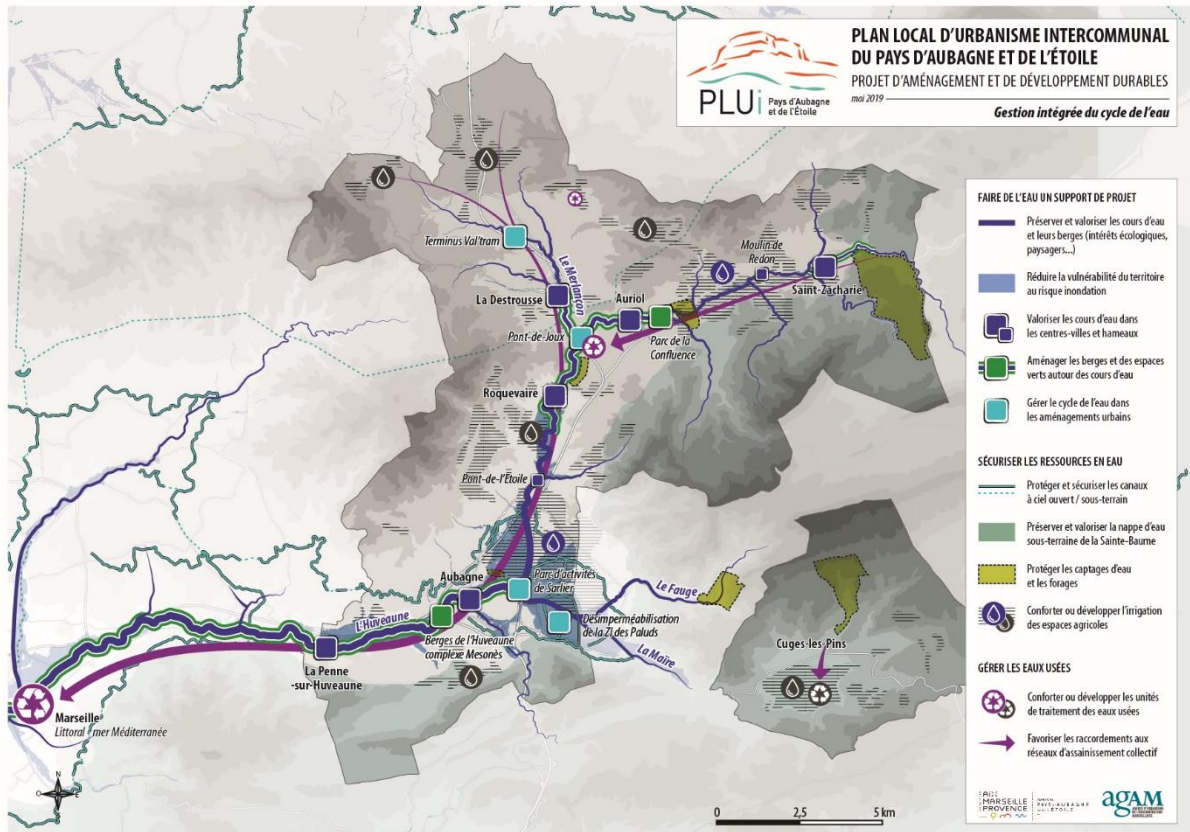 PLUi
Pays d'Aubagne
et de l'Étoile
PLAN LOCAL D'URBANISME INTERCOMMUNAL
DU PAYS D'AUBAGNE ET DE L'ÉTOILE
PROJET D'AMÉNAGEMENT ET DE DÉVELOPPEMENT DURABLES
mai 2019
Gestion intégrée du cycle de l'eau
Terminus Val'tram
Le Merlançon
La Destrousse
Auriol
Moulin de
Redon
Saint-Zacharie
Pont-de-Joux
Parc de la
Confluence
Roquevaire
Pont-de-l'Étoile
Aubagne
Parc d'activités
de Sarlier
Le Fauge
L'Huveaune
Berges de l'Huveaune
complexe Mesonès
Désimperméabilisation
de la ZI des Paluds
La Maïre
La Penne
-sur-Huveaune
Cuges-les-Pins
Marseille
Littoral mer Méditerranée
N
S
0 2,5 5 km
FAIRE DE L'EAU UN SUPPORT DE PROJET
Préserver et valoriser les cours d'eau
et leurs berges (intérêts écologiques,
paysagers...)
Réduire la vulnérabilité du territoire
au risque inondation
Valoriser les cours d'eau dans
les centres-villes et hameaux
Aménager les berges et des espaces
verts autour des cours d'eau
Gérer le cycle de l'eau dans
les aménagements urbains
SÉCURISER LES RESSOURCES EN EAU
Protéger et sécuriser les canaux
à ciel ouvert / sous-terrain
Préserver et valoriser la nappe d'eau
sous-terraine de la Sainte-Baume
Protéger les captages d'eau
et les forages
Conforter ou développer l'irrigation
des espaces agricoles
GÉRER LES EAUX USÉES
Conforter ou développer les unités
de traitement des eaux usées
Favoriser les raccordements aux
réseaux d'assainissement collectif
MARSEILLE
PROVENCE
PAYS D'AUBAGNE
agAM